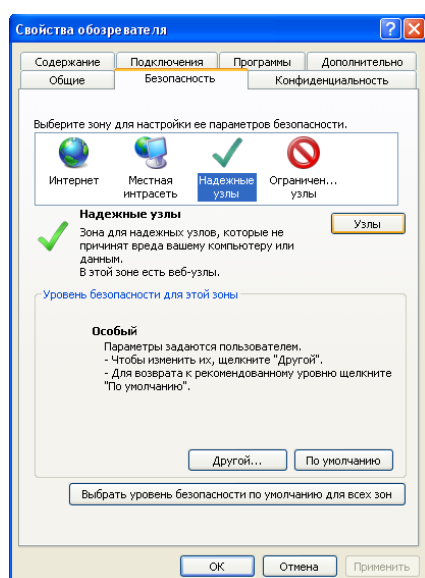 Свойства обозревателя
Содержание Подключения Программы Дополнительно
Общие Безопасность Конфиденциальность
Выберите зону для настройки ее параметров безопасности.
Интернет Местная интрасеть Надежные узлы Ограничен... узлы
Надежные узлы
Узлы
Зона для надежных узлов, которые не
причинят вреда вашему компьютеру или
данным.
В этой зоне есть веб-узлы.
Уровень безопасности для этой зоны
Особый
Параметры задаются пользователем.
- Чтобы изменить их, щелкните "Другой".
- Для возврата к рекомендованному уровню щелкните
"По умолчанию".
Другой... По умолчанию
Выбрать уровень безопасности по умолчанию для всех зон
ОК Отмена Применить